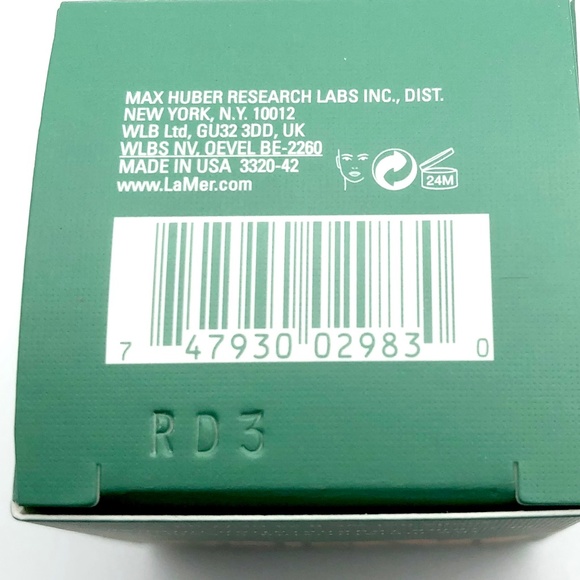 MAX HUBER RESEARCH LABS INC., DIST.
NEW YORK, N.Y. 10012
WLB Ltd, GU32 3DD, UK
WLBS NV, OEVEL BE-2260
MADE IN USA 3320-42
www.LaMer.com
24M
7 47930 02983 0
RD3